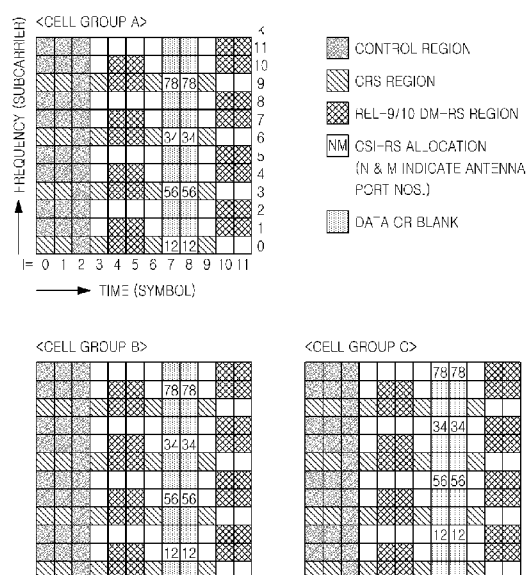 <CELL GROUP A>
FREQUENCY (SUBCARRIER)
K
11
10
9
8
7
6
5
4
3
2
1
0
78 78
34 34
56 56
12 12
l= 0 1 2 3 4 5 6 7 8 9 10 11
TIME (SYMBOL)
CONTROL REGION
CRS REGION
REL-9/10 DM-RS REGION
NM CSI-RS ALLOCATION
(N & M INDICATE ANTENNA
PORT NOS.)
DATA OR BLANK
<CELL GROUP B>
78 78
34 34
56 56
12 12
<CELL GROUP C>
78 78
34 34
56 56
12 12